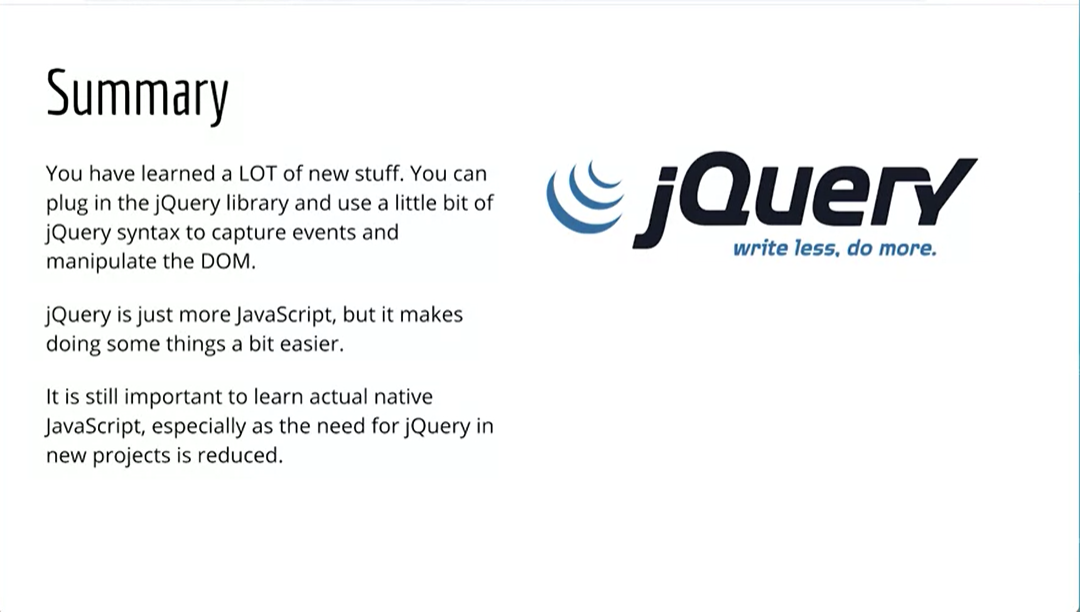 Summary
You have learned a LOT of new stuff. You can
plug in the jQuery library and use a little bit of
jQuery syntax to capture events and
manipulate the DOM.
jQuery is just more JavaScript, but it makes
doing some things a bit easier.
It is still important to learn actual native
JavaScript, especially as the need for jQuery in
new projects is reduced.
jQuery
write less, do more.